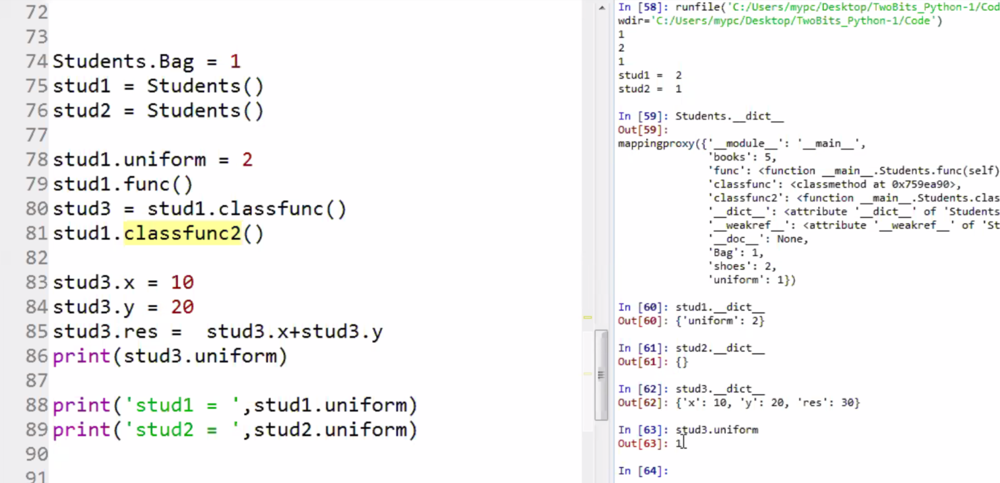 72
73
74 Students.Bag = 1
75 stud1 = Students()
76 stud2 = Students()
77
78 stud1.uniform = 2
79 stud1.func()
80 stud3 = stud1.classfunc()
81 stud1.classfunc2()
82
83 stud3.x = 10
84 stud3.y = 20
85 stud3.res =  stud3.x+stud3.y
86 print(stud3.uniform)
87
88 print('stud1 = ',stud1.uniform)
89 print('stud2 = ',stud2.uniform)
90
91
In [58]: runfile('C:/Users/mypc/Desktop/TwoBits_Python-1/Cod
wdir='C:/Users/mypc/Desktop/TwoBits_Python-1/Code')
1
2
1
stud1 =  2
stud2 =  1
In [59]: Students.__dict__
Out[59]:
mappingproxy({'__module__': '__main__',
'books': 5,
'func': <function __main__.Students.func(self)
'classfunc': <classmethod at 0x759ea90>,
'classfunc2': <function __main__.Students.clas
'__dict__': <attribute '__dict__' of 'Students
'__weakref__': <attribute '__weakref__' of 'St
'__doc__': None,
'Bag': 1,
'shoes': 2,
'uniform': 1})
In [60]: stud1.__dict__
Out[60]: {'uniform': 2}
In [61]: stud2.__dict__
Out[61]: {}
In [62]: stud3.__dict__
Out[62]: {'x': 10, 'y': 20, 'res': 30}
In [63]: stud3.uniform
Out[63]: 1
In [64]: